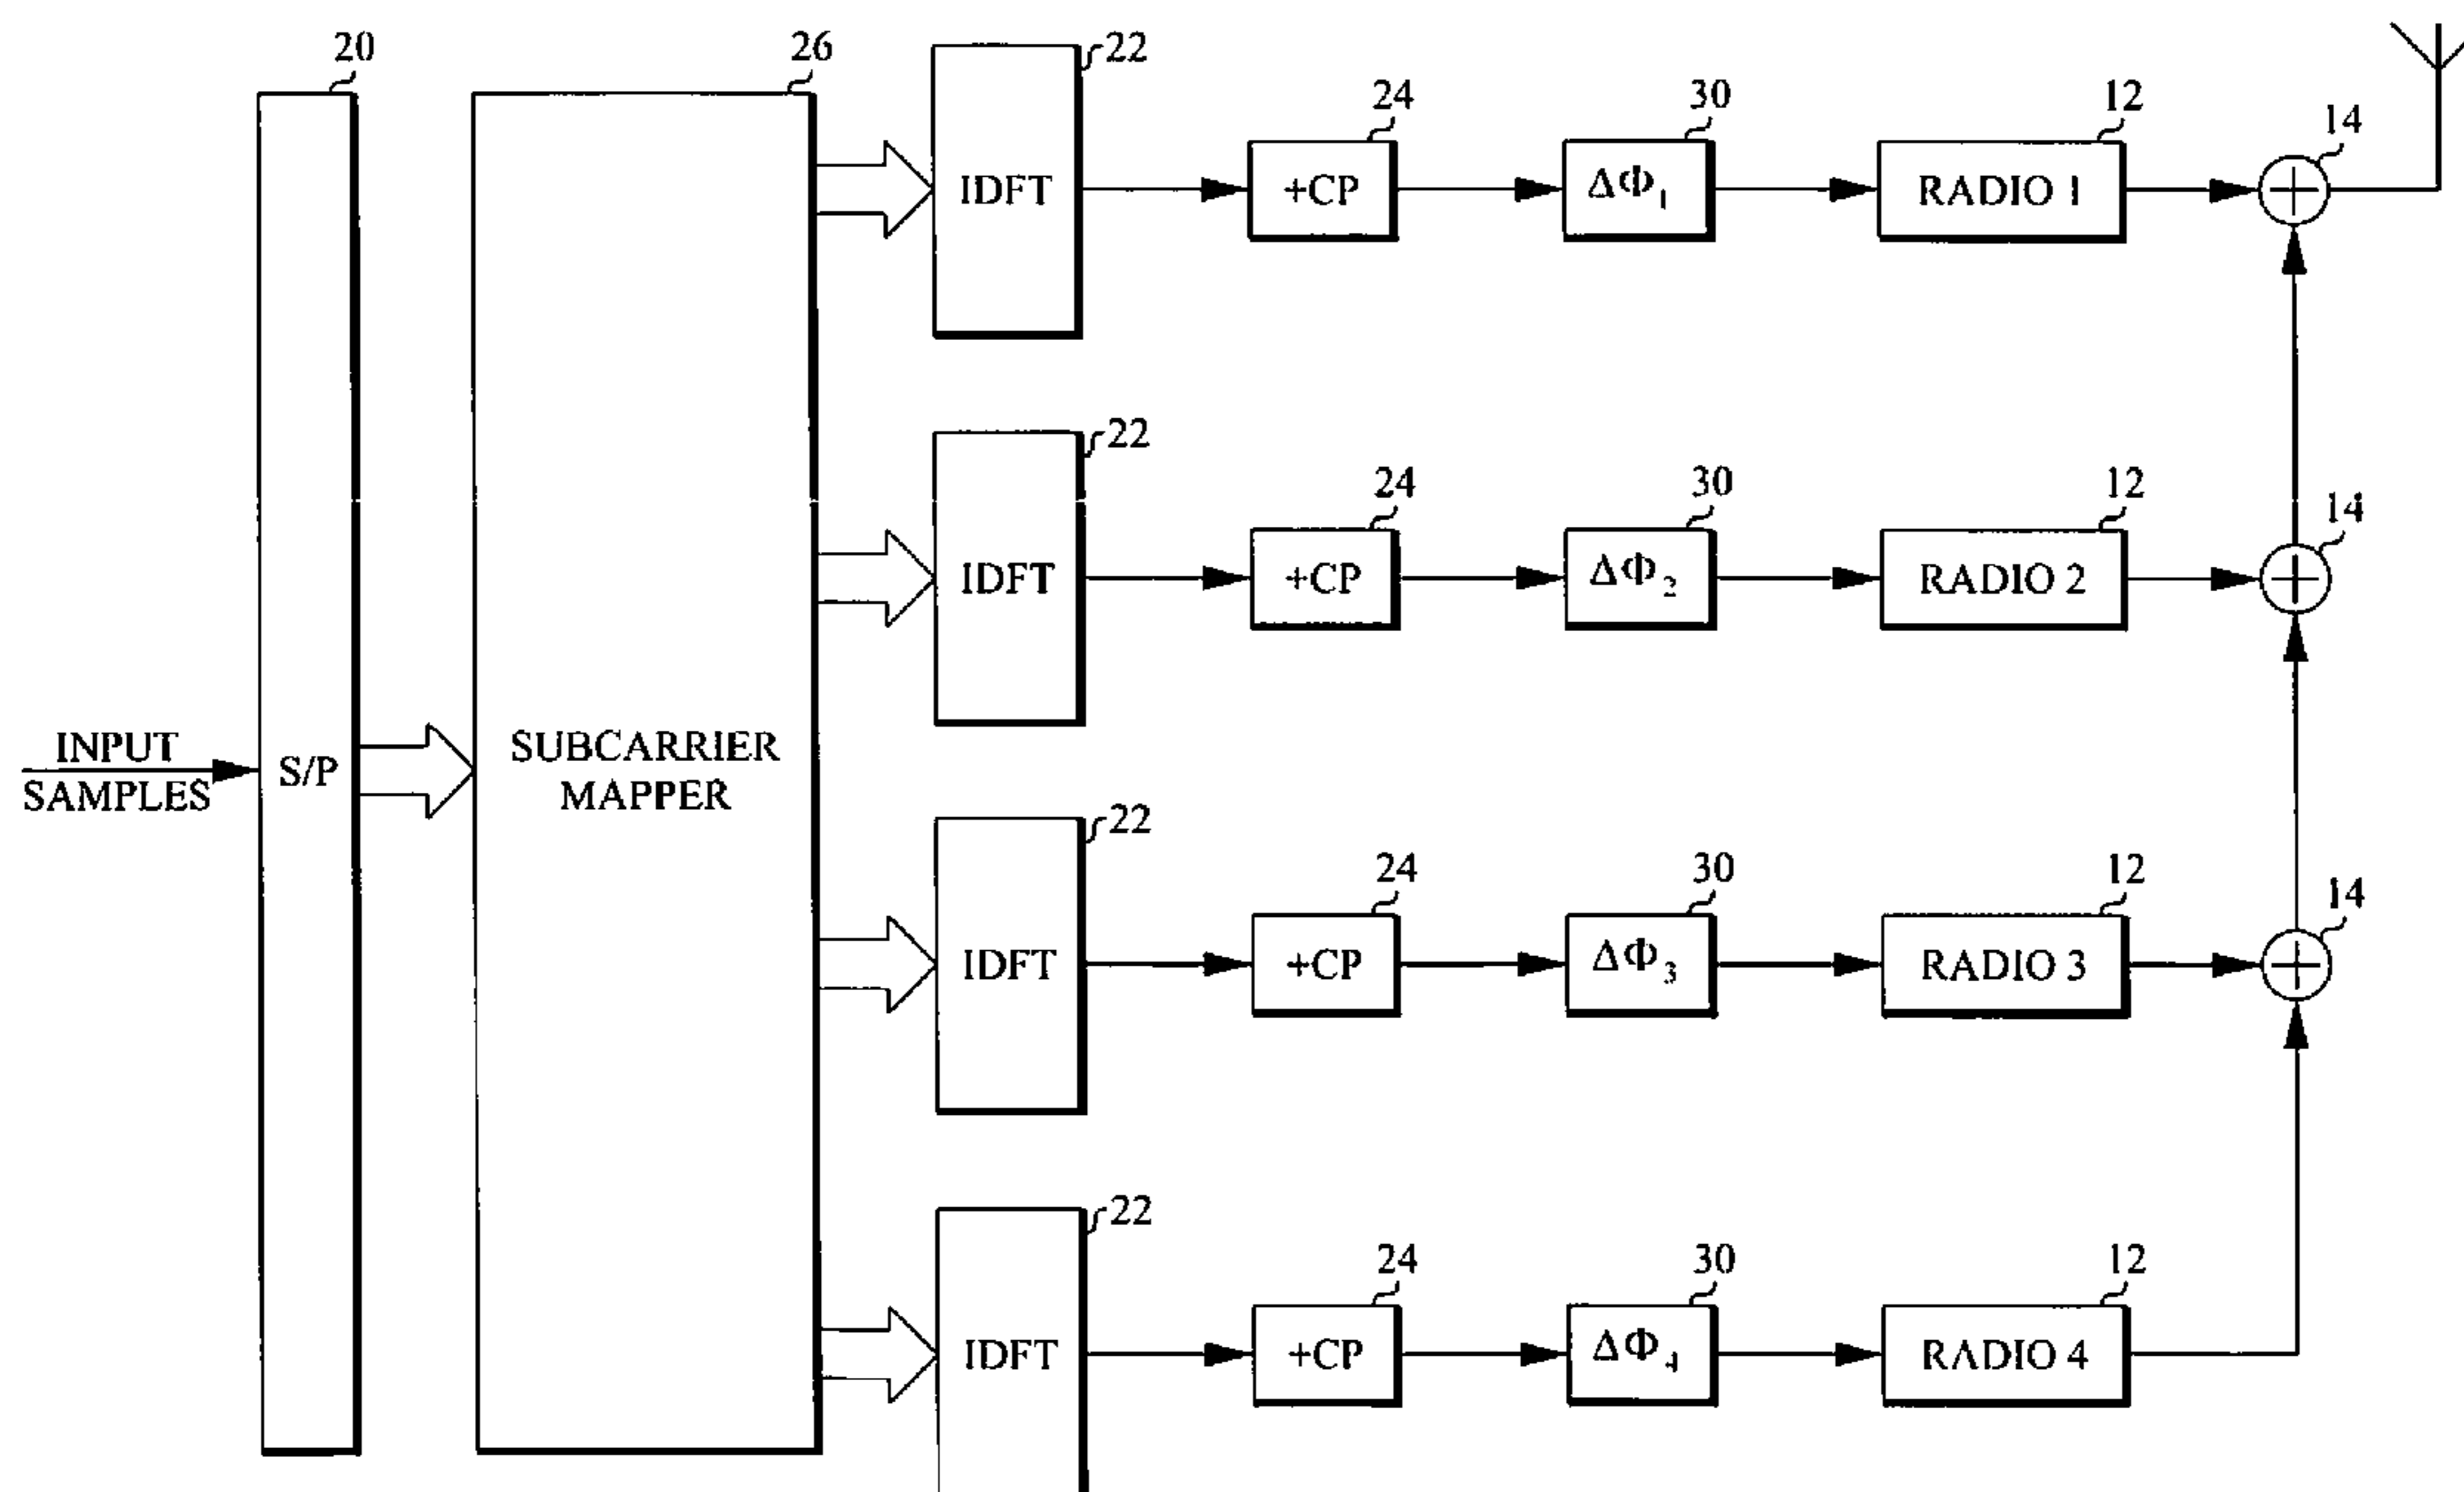 20
26
22
24
30
12
14
IDFT
+CP
ΔΦ1
RADIO 1
22
24
30
12
14
IDFT
+CP
ΔΦ2
RADIO 2
INPUT
SAMPLES
S/P
SUBCARRIER
MAPPER
22
24
30
12
14
IDFT
+CP
ΔΦ3
RADIO 3
22
24
30
12
IDFT
+CP
ΔΦ4
RADIO 4